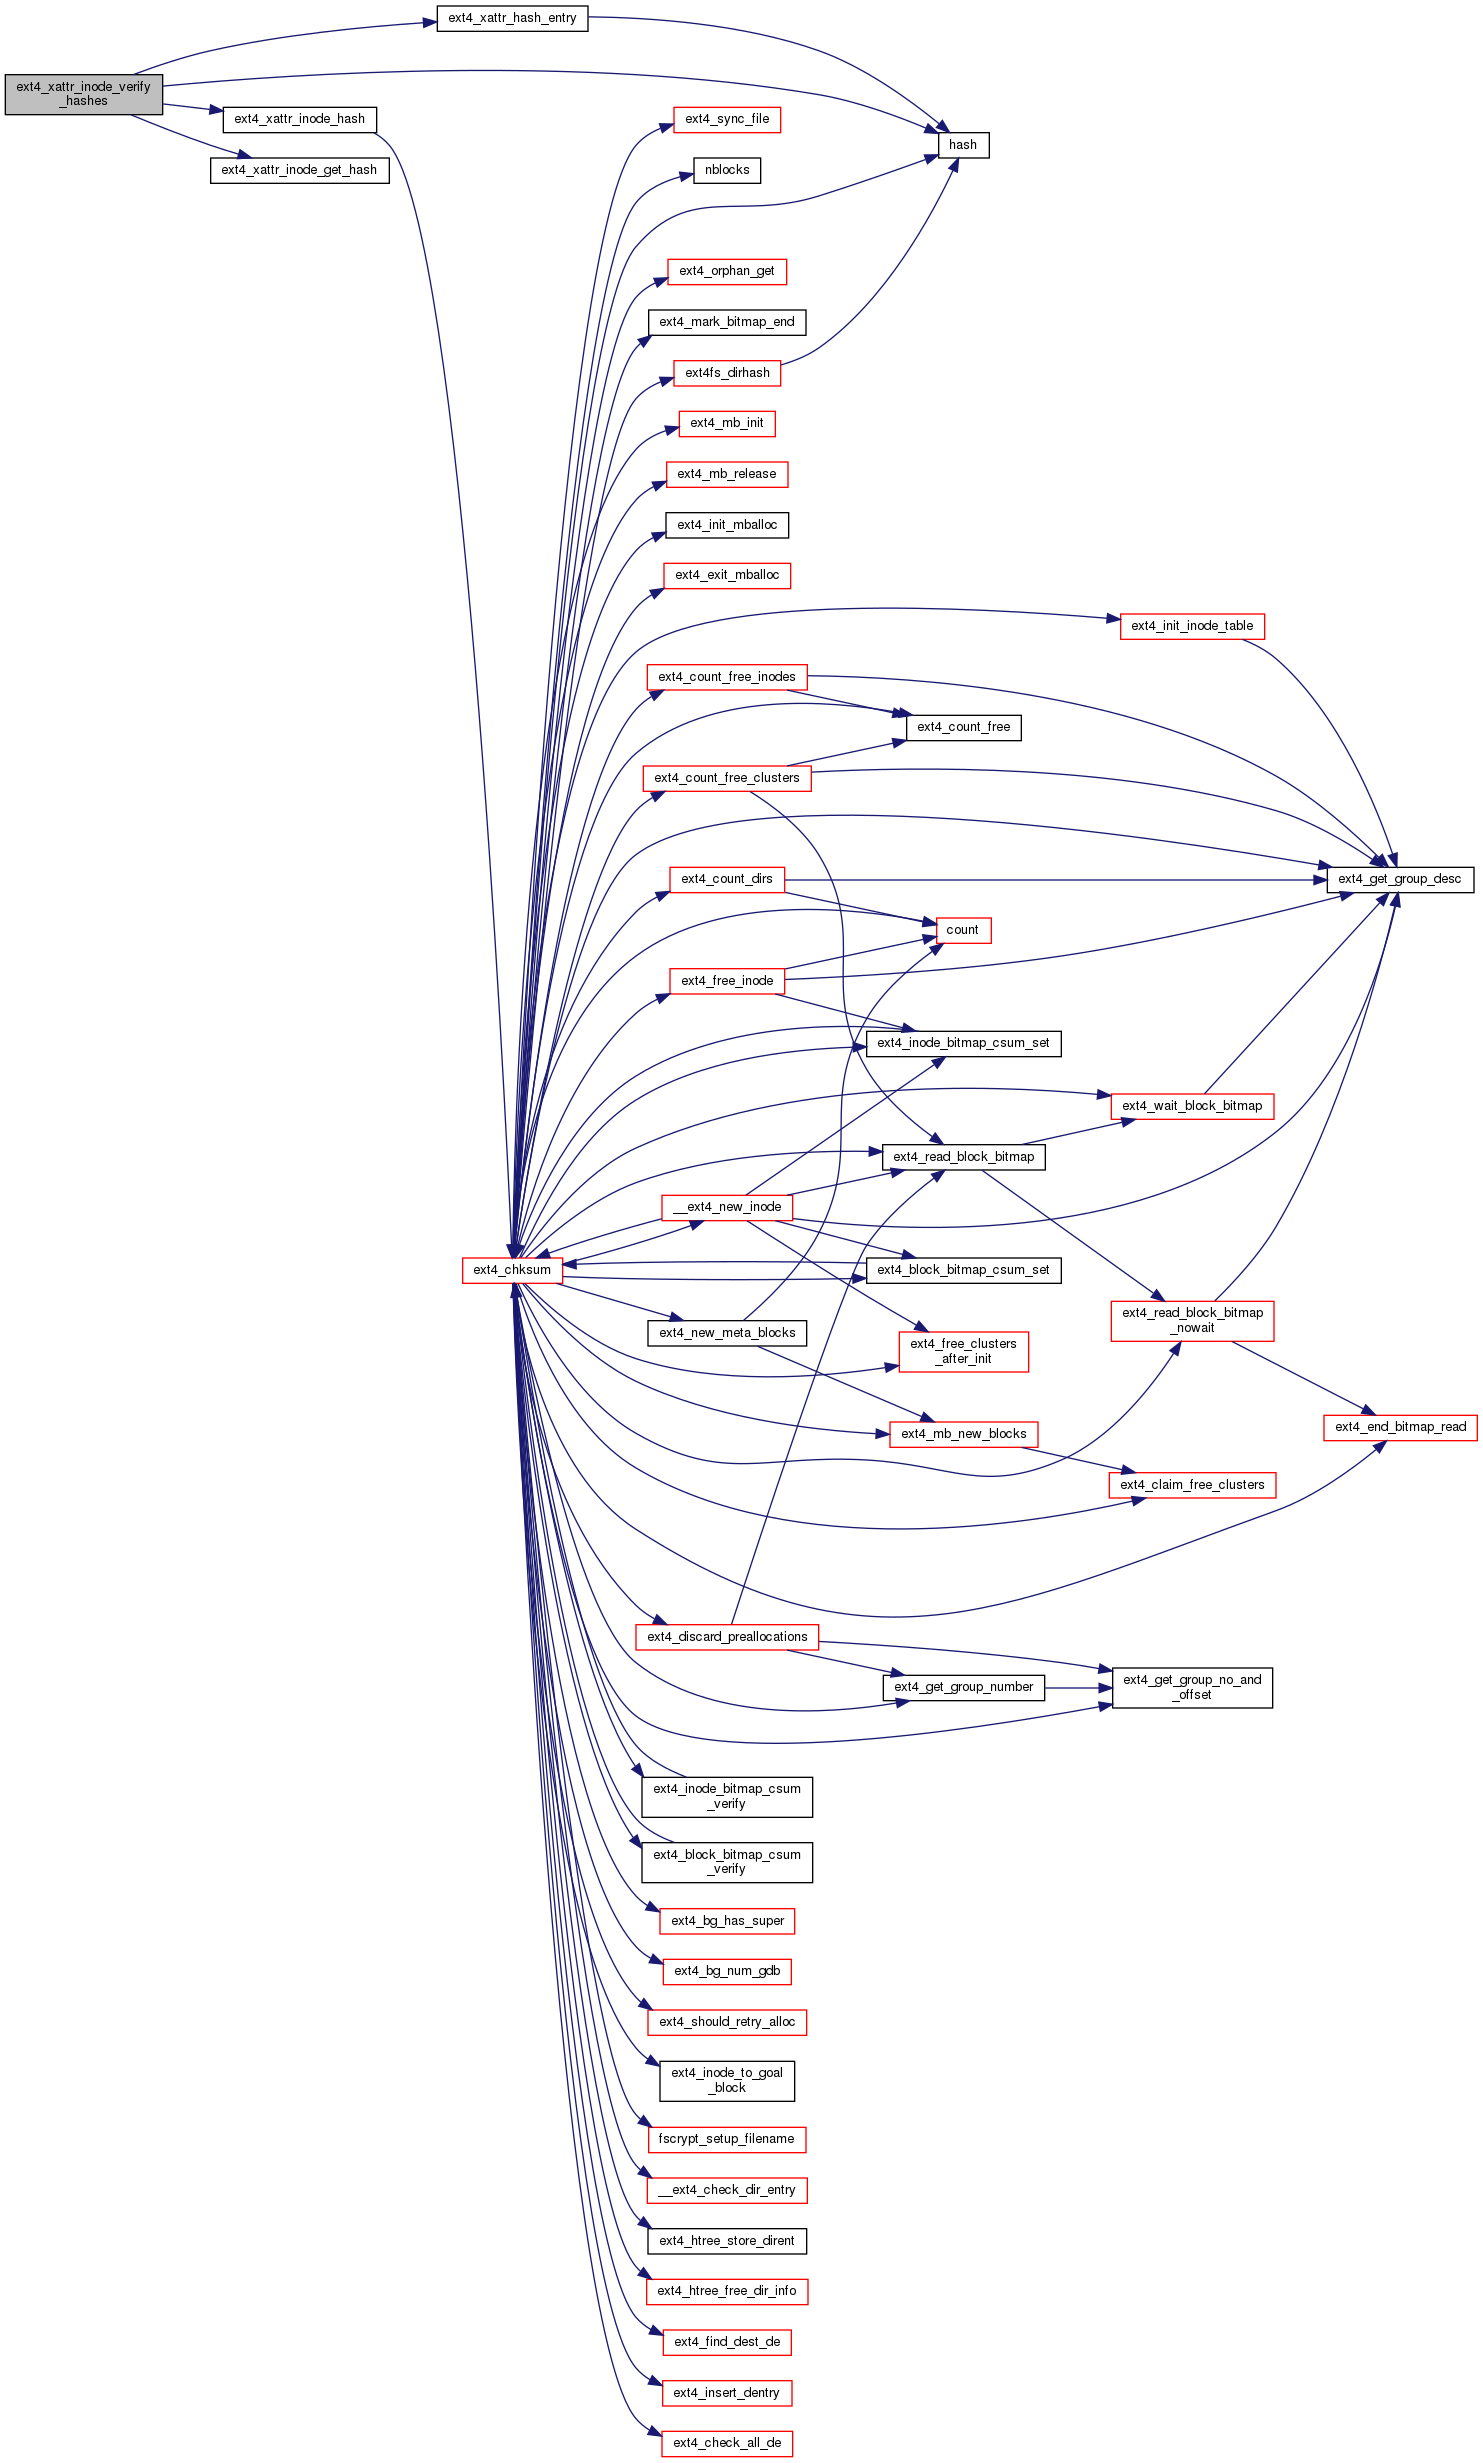 ext4_xattr_hash_entry
ext4_xattr_inode_verify
_hashes
ext4_xattr_inode_hash
ext4_xattr_inode_get_hash
ext4_sync_file
hash
nblocks
ext4_orphan_get
ext4_mark_bitmap_end
ext4fs_dirhash
ext4_mb_init
ext4_mb_release
ext4_init_mballoc
ext4_exit_mballoc
ext4_init_inode_table
ext4_count_free_inodes
ext4_count_free
ext4_count_free_clusters
ext4_count_dirs
ext4_get_group_desc
count
ext4_free_inode
ext4_inode_bitmap_csum_set
ext4_wait_block_bitmap
ext4_read_block_bitmap
__ext4_new_inode
ext4_chksum
ext4_block_bitmap_csum_set
ext4_read_block_bitmap
_nowait
ext4_new_meta_blocks
ext4_free_clusters
_after_init
ext4_mb_new_blocks
ext4_end_bitmap_read
ext4_claim_free_clusters
ext4_discard_preallocations
ext4_get_group_number
ext4_get_group_no_and
_offset
ext4_inode_bitmap_csum
_verify
ext4_block_bitmap_csum
_verify
ext4_bg_has_super
ext4_bg_num_gdb
ext4_should_retry_alloc
ext4_inode_to_goal
_block
fscrypt_setup_filename
__ext4_check_dir_entry
ext4_htree_store_dirent
ext4_htree_free_dir_info
ext4_find_dest_de
ext4_insert_dentry
ext4_check_all_de